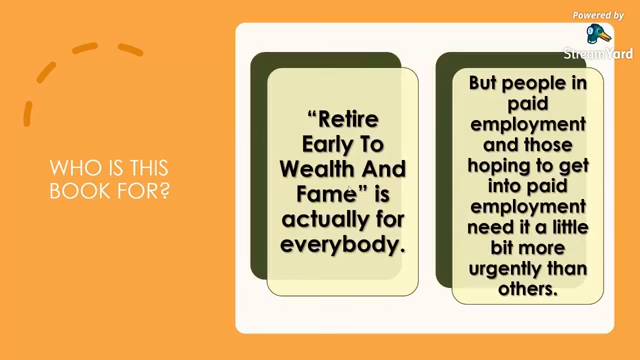 Powered by
StreamYard
WHO IS THIS
BOOK FOR?
“Retire
Early To
Wealth And
Fame” is
actually for
everybody.
But people in
paid
employment
and those
hoping to get
into paid
employment
need it a little
bit more
urgently than
others.